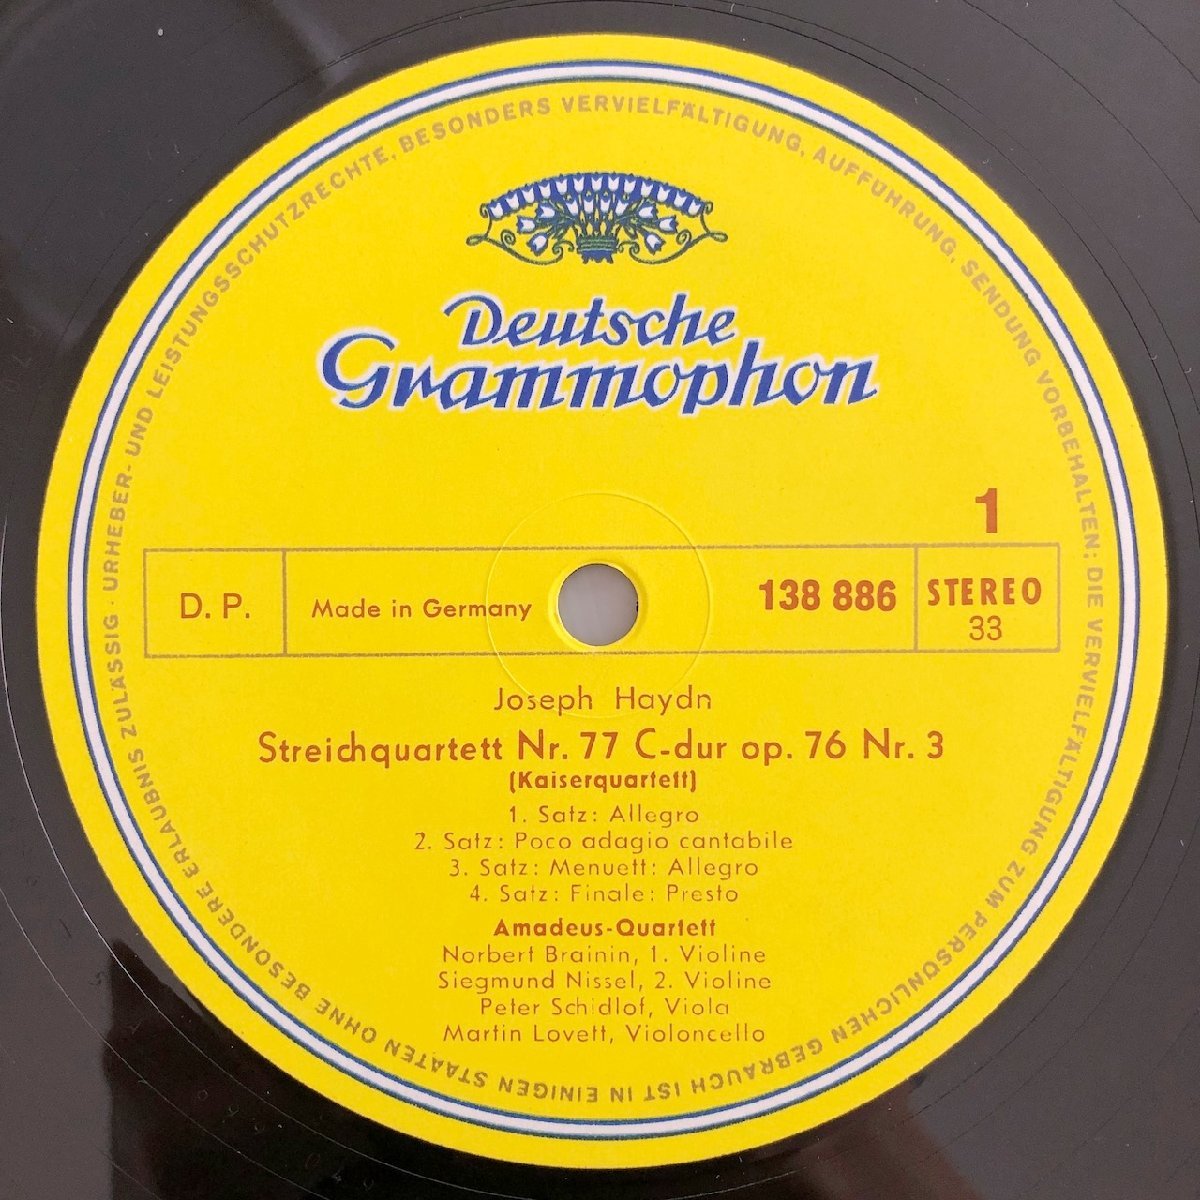 URHEBER- UND LEISTUNGSSCHUTZRECHTE, BESONDERS VERVIELFÄLTIGUNG, AUFFÜHRUNG, SENDUNG VORBEHALTEN; DIE VERVIELFÄLTIGUNG ZUM PERSÖNLICHEN GEBRAUCH IST IN EINIGEN STAATEN OHNE BESONDERE ERLAUBNIS ZULÄSSIG ·
Deutsche
Grammophon
1
D. P.
Made in Germany
138 886
STEREO
33
Joseph Haydn
Streichquartett Nr. 77 C-dur op. 76 Nr. 3
(Kaiserquartett)
1. Satz: Allegro
2. Satz: Poco adagio cantabile
3. Satz: Menuett: Allegro
4. Satz: Finale: Presto
Amadeus-Quartett
Norbert Brainin, 1. Violine
Siegmund Nissel, 2. Violine
Peter Schidlof, Viola
Martin Lovett, Violoncello